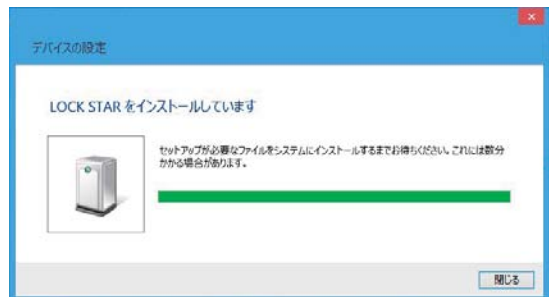 デバイスの設定
LOCK STAR をインストールしています
セットアップが必要なファイルをシステムにインストールするまでお待ちください。これには数分
かかる場合があります。
閉じる